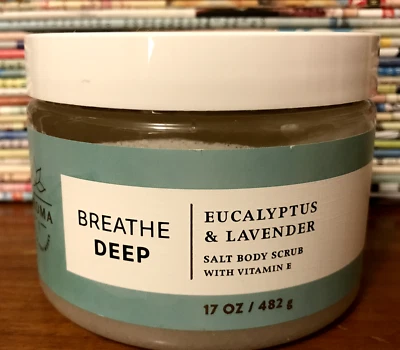 BREATHE
DEEP
EUCALYPTUS
& LAVENDER
SALT BODY SCRUB
WITH VITAMIN E
17 OZ / 482 g